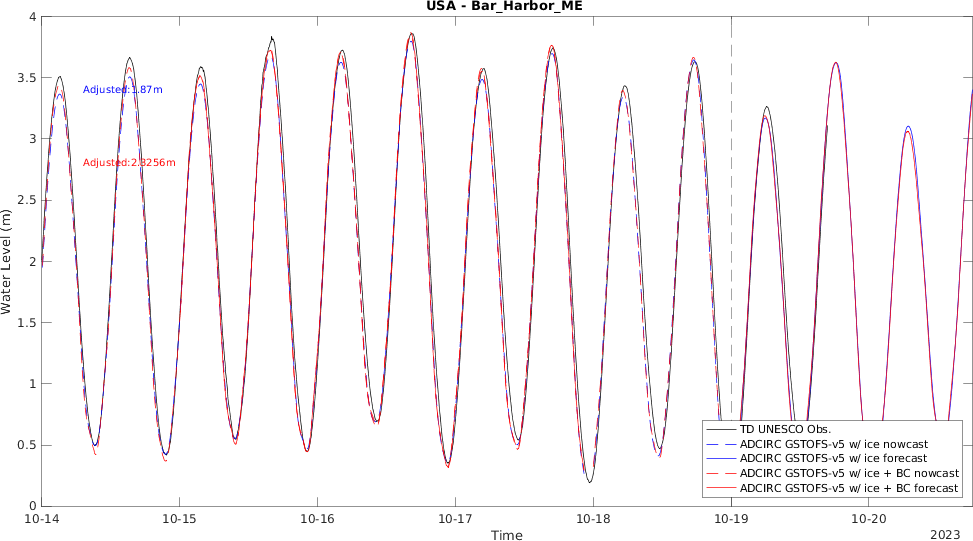 USA - Bar_Harbor_ME
4
3.5
3
2.5
2
1.5
1
0.5
0
Water Level (m)
Adjusted:1.87m
Adjusted:2.8256m
TD UNESCO Obs.
ADCIRC GSTOFS-v5 w/ ice nowcast
ADCIRC GSTOFS-v5 w/ ice forecast
ADCIRC GSTOFS-v5 w/ ice + BC nowcast
ADCIRC GSTOFS-v5 w/ ice + BC forecast
10-14 10-15 10-16 10-17 10-18 10-19 10-20
Time
2023